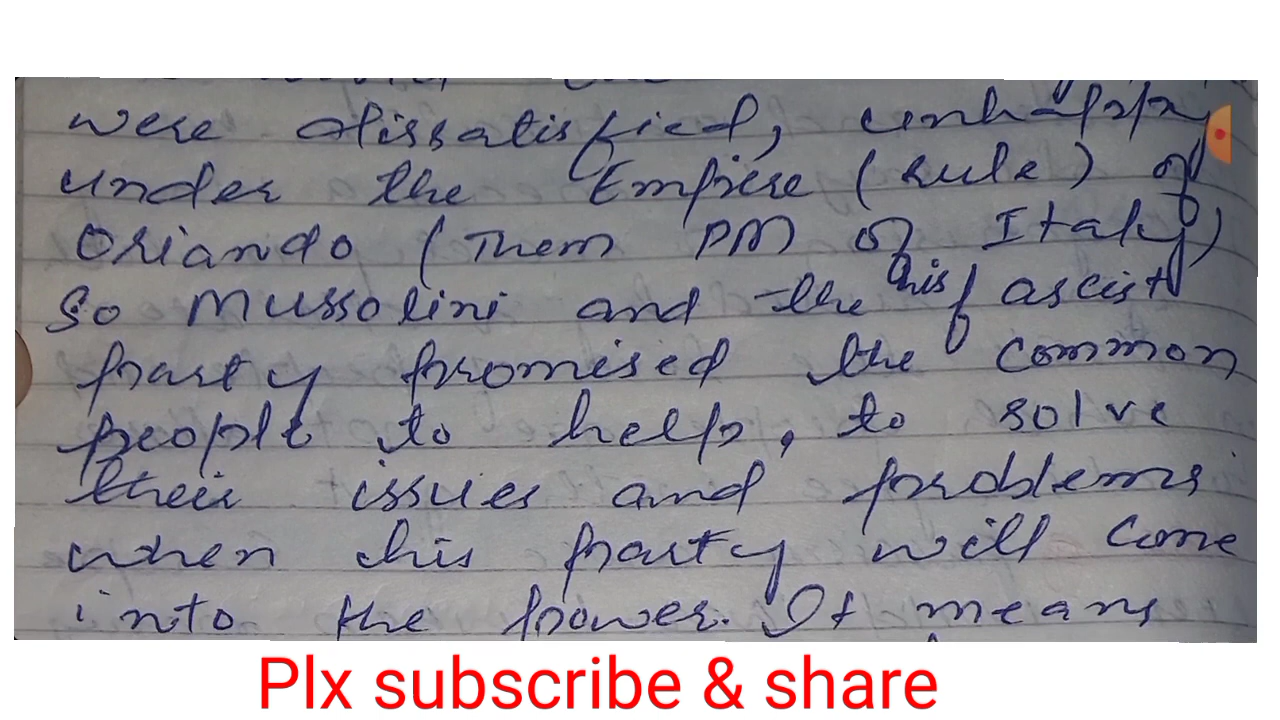 were dissatisfied, unhappy
under the Empire (rule) of
Orlando (Them PM of Italy)
So Mussolini and the his fascist
party promised the common
people to help, to solve
their issues and problems
when his party will come
into the power. It means
Plx subscribe & share